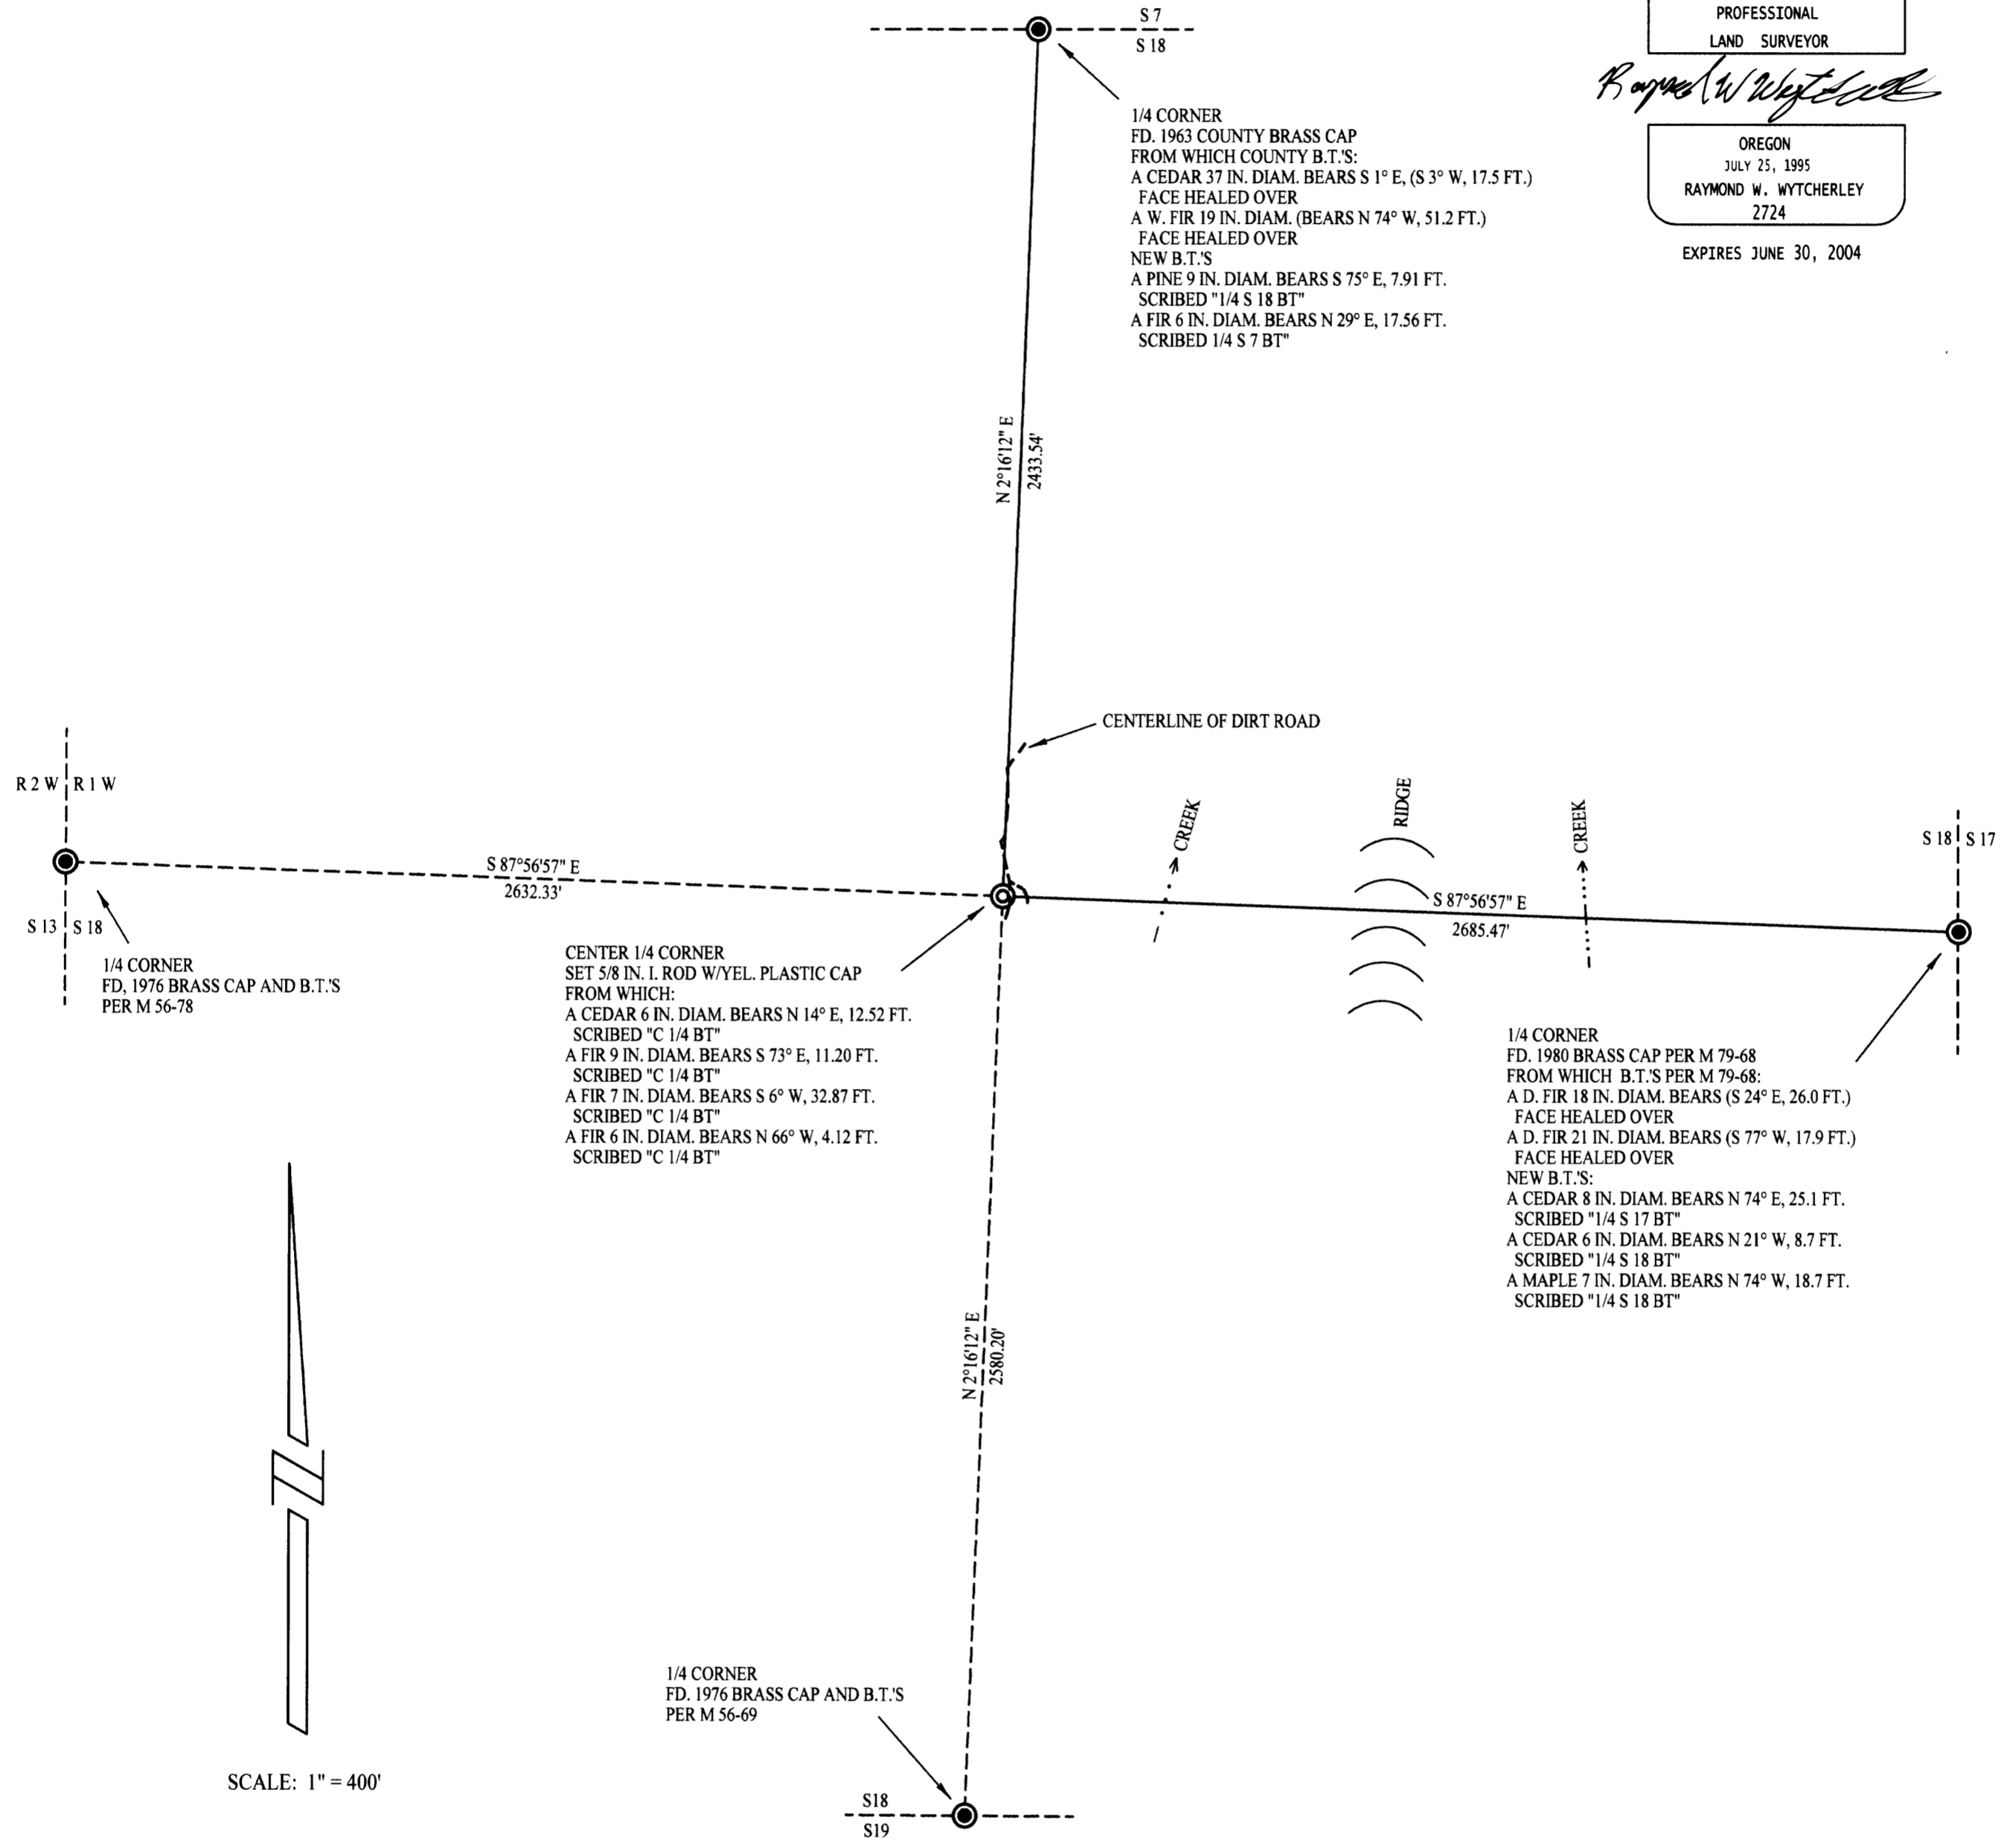 S 7
S 18
PROFESSIONAL
LAND SURVEYOR
OREGON
JULY 25, 1995
RAYMOND W. WYTCHERLEY
2724
EXPIRES JUNE 30, 2004
1/4 CORNER
FD. 1963 COUNTY BRASS CAP
FROM WHICH COUNTY B.T.'S:
A CEDAR 37 IN. DIAM. BEARS S 1° E, (S 3° W, 17.5 FT.)
FACE HEALED OVER
A W. FIR 19 IN. DIAM. (BEARS N 74° W, 51.2 FT.)
FACE HEALED OVER
NEW B.T.'S
A PINE 9 IN. DIAM. BEARS S 75° E, 7.91 FT.
SCRIBED "1/4 S 18 BT"
A FIR 6 IN. DIAM. BEARS N 29° E, 17.56 FT.
SCRIBED 1/4 S 7 BT"
N 2°16'12" E
2433.54'
CENTERLINE OF DIRT ROAD
R 2 W R 1 W
S 13 S 18
1/4 CORNER
FD, 1976 BRASS CAP AND B.T.'S
PER M 56-78
S 87°56'57" E
2632.33'
CREEK
RIDGE
CREEK
S 87°56'57" E
2685.47'
S 18 S 17
CENTER 1/4 CORNER
SET 5/8 IN. I. ROD W/YEL. PLASTIC CAP
FROM WHICH:
A CEDAR 6 IN. DIAM. BEARS N 14° E, 12.52 FT.
SCRIBED "C 1/4 BT"
A FIR 9 IN. DIAM. BEARS S 73° E, 11.20 FT.
SCRIBED "C 1/4 BT"
A FIR 7 IN. DIAM. BEARS S 6° W, 32.87 FT.
SCRIBED "C 1/4 BT"
A FIR 6 IN. DIAM. BEARS N 66° W, 4.12 FT.
SCRIBED "C 1/4 BT"
1/4 CORNER
FD. 1980 BRASS CAP PER M 79-68
FROM WHICH B.T.'S PER M 79-68:
A D. FIR 18 IN. DIAM. BEARS (S 24° E, 26.0 FT.)
FACE HEALED OVER
A D. FIR 21 IN. DIAM. BEARS (S 77° W, 17.9 FT.)
FACE HEALED OVER
NEW B.T.'S:
A CEDAR 8 IN. DIAM. BEARS N 74° E, 25.1 FT.
SCRIBED "1/4 S 17 BT"
A CEDAR 6 IN. DIAM. BEARS N 21° W, 8.7 FT.
SCRIBED "1/4 S 18 BT"
A MAPLE 7 IN. DIAM. BEARS N 74° W, 18.7 FT.
SCRIBED "1/4 S 18 BT"
N 2°16'12" E
2580.20'
N
1/4 CORNER
FD. 1976 BRASS CAP AND B.T.'S
PER M 56-69
SCALE: 1" = 400'
S18
S19